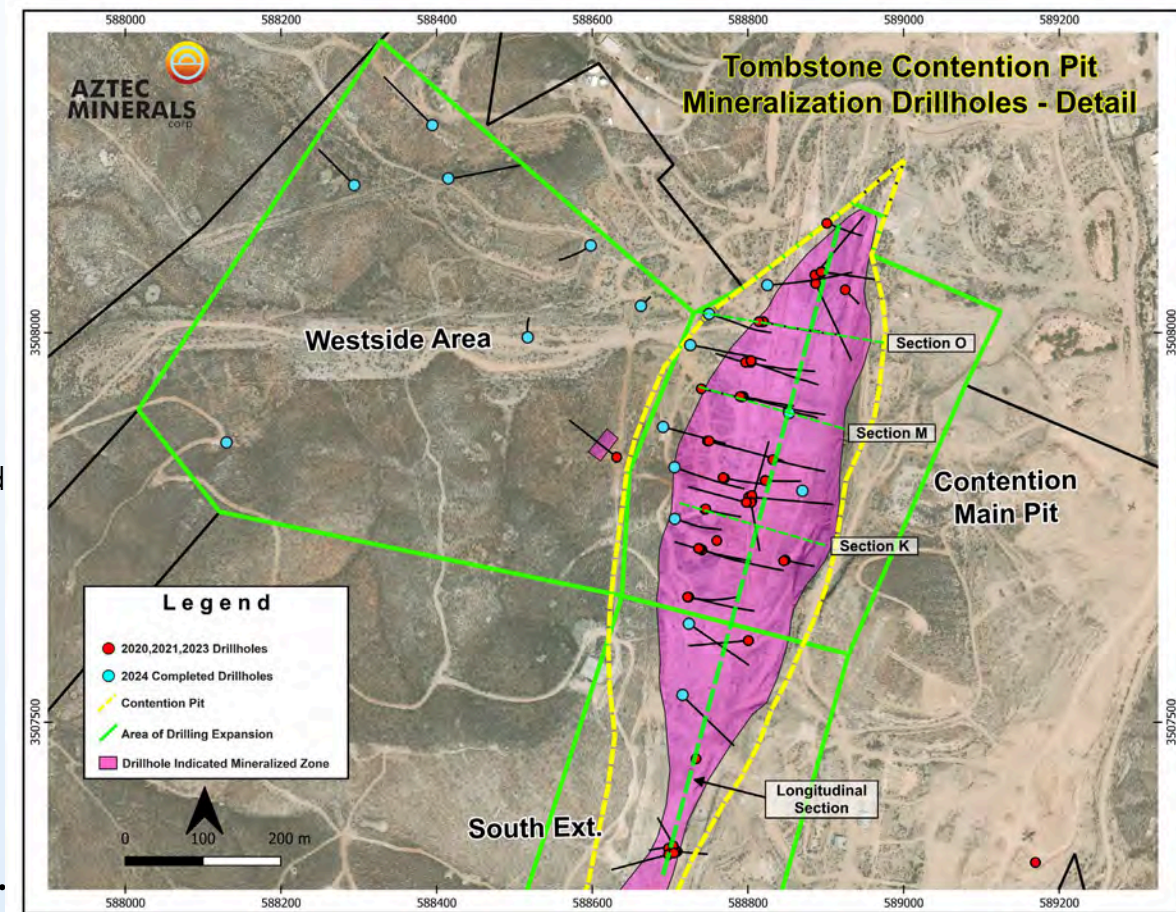 588000
588200
588400
588600
588800
589000
589200
AZTEC
MINERALS
corp
Tombstone Contention Pit
Mineralization Drillholes - Detail
3508000
3508000
Westside Area
Section O
Section M
d
Contention
Main Pit
Section K
Legend
2020,2021,2023 Drillholes
2024 Completed Drillholes
Contention Pit
Area of Drilling Expansion
Drillhole Indicated Mineralized Zone
3507500
3507500
Longitudinal
Section
South Ext.
0
100
200 m
.
588000
588200
588400
588600
588800
589000
589200